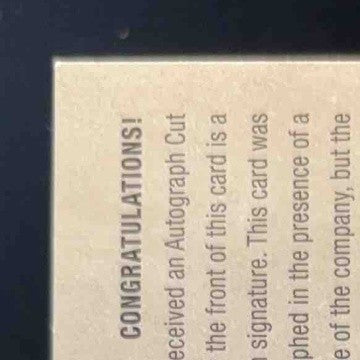 CONGRATULATIONS!
eceived an Autograph Cut
the front of this card is a
signature. This card was
phed in the presence of a
e of the company, but the